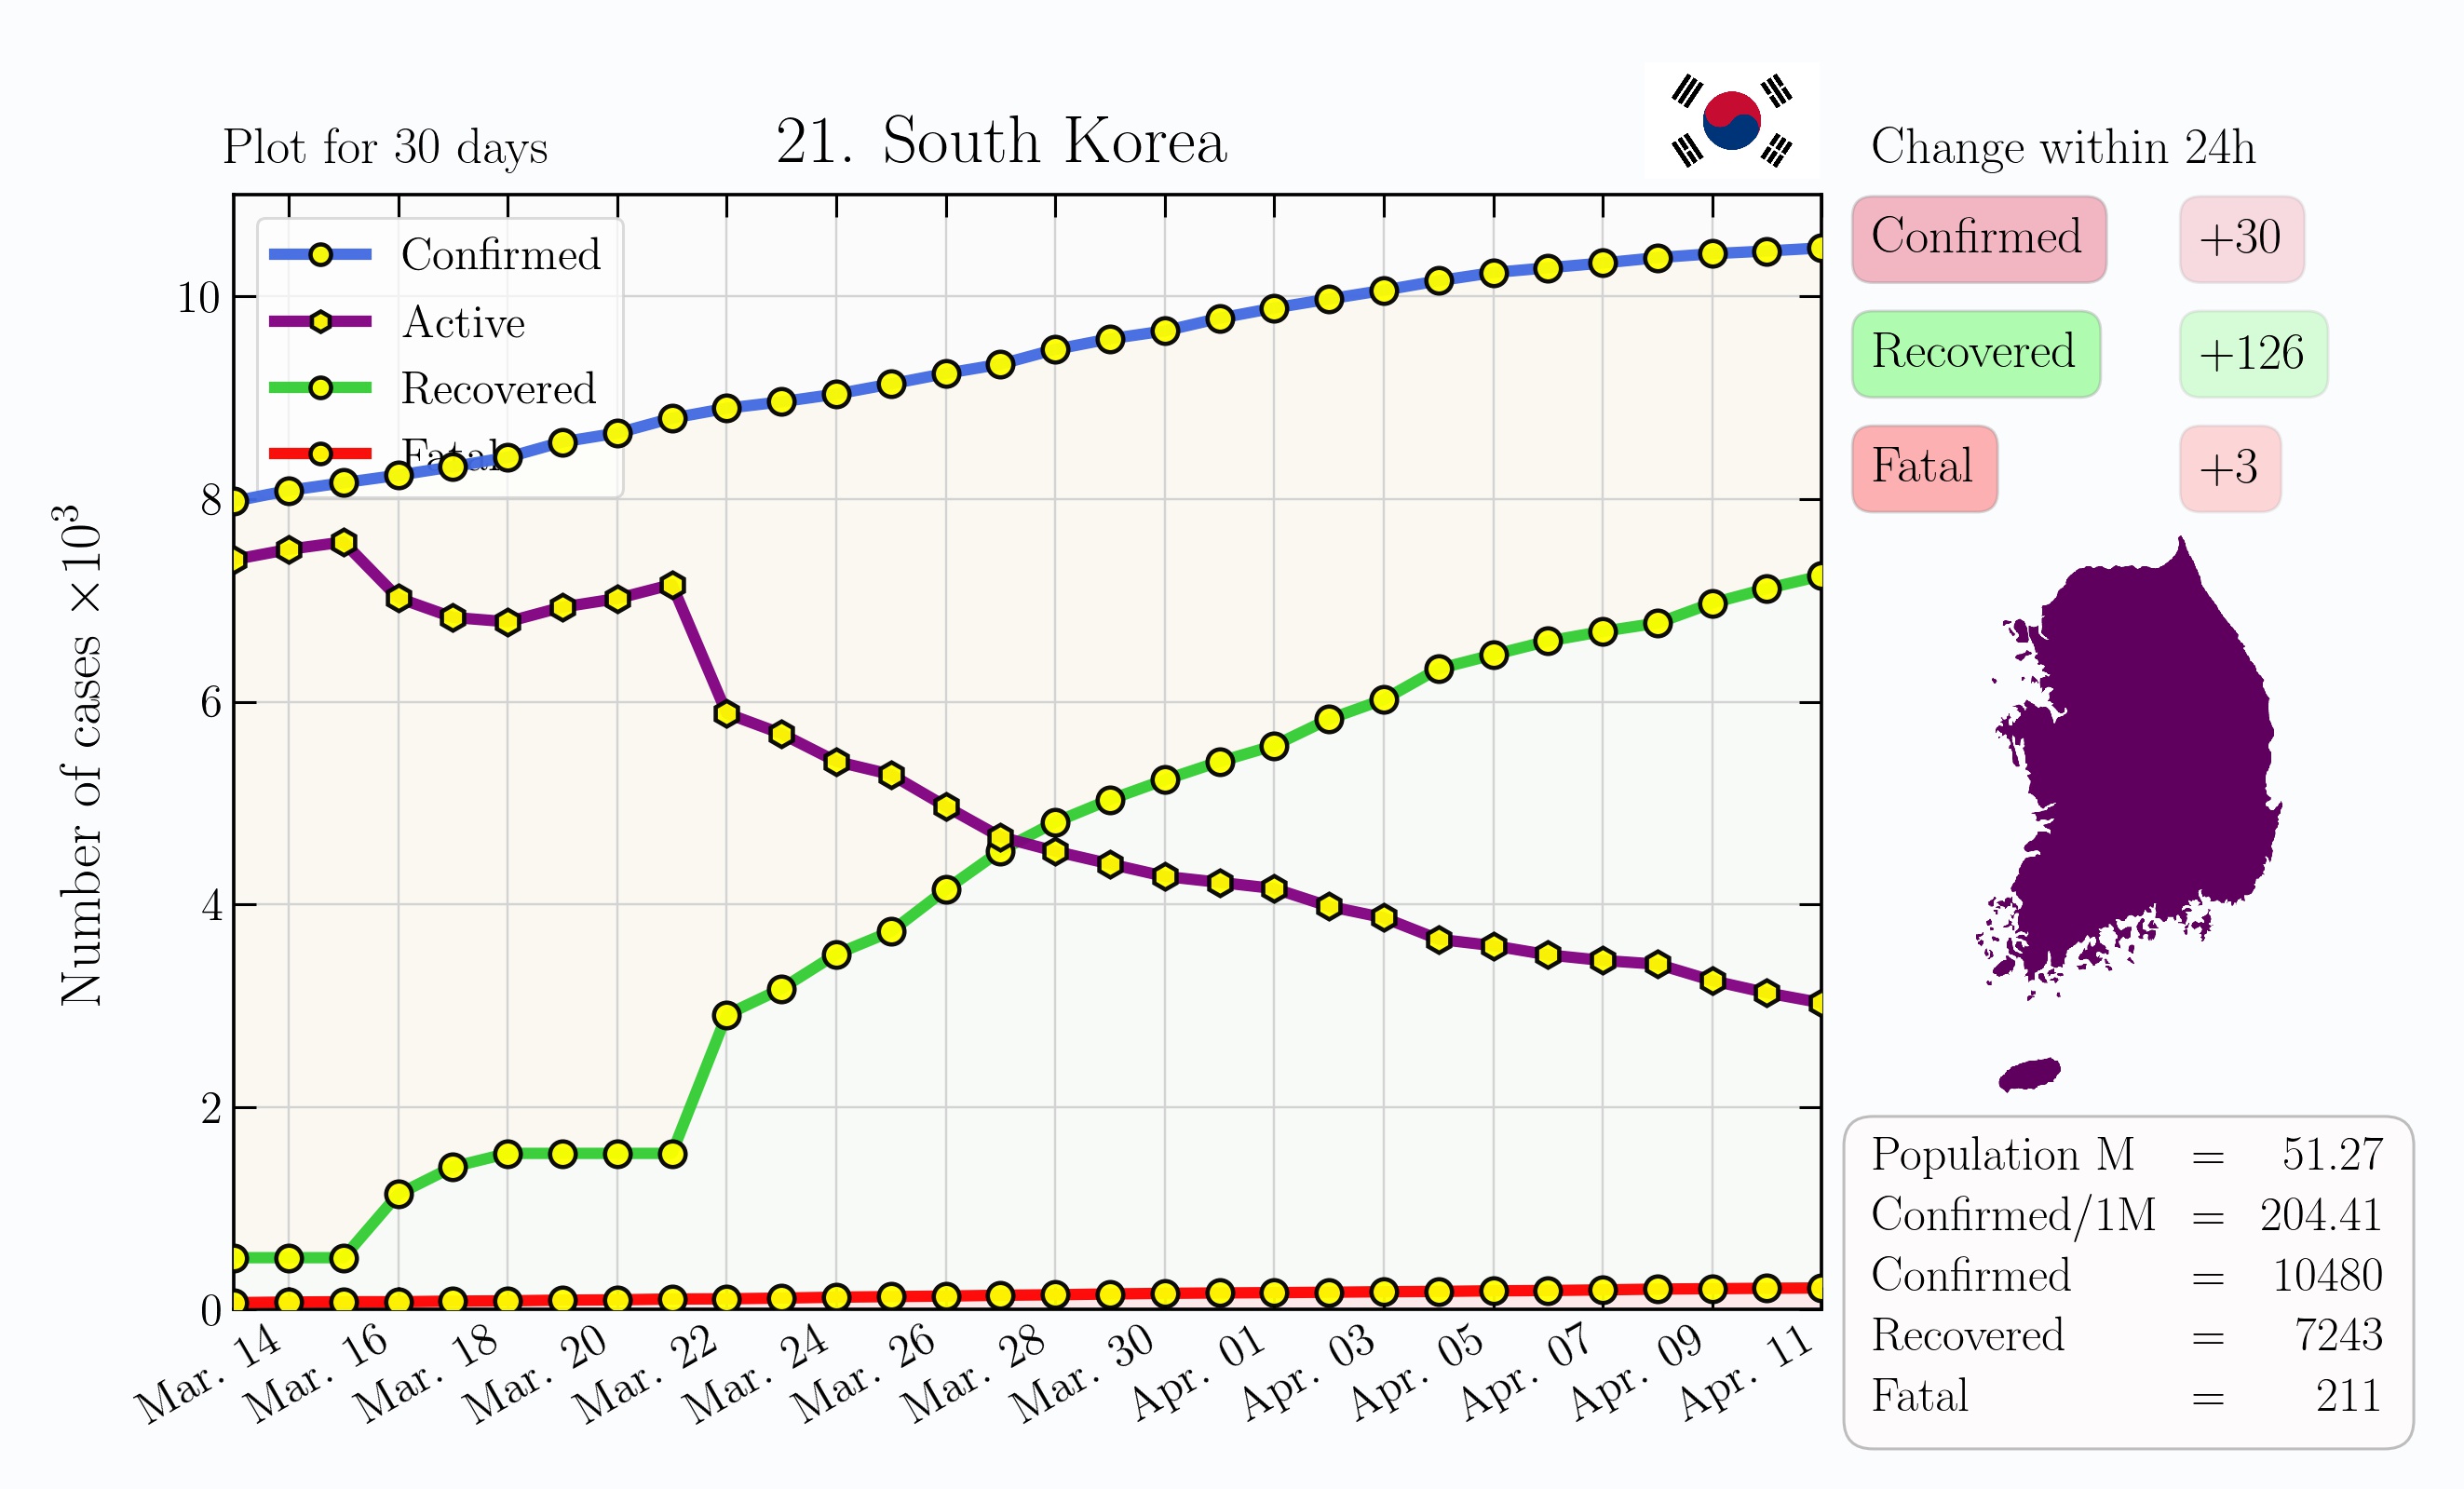 Plot for 30 days
21. South Korea
Change within 24h
Confirmed +30
Recovered +126
Fatal +3
Confirmed
Active
Recovered
Fatal
Number of cases ×10³
10
8
6
4
2
0
Mar. 14
Mar. 16
Mar. 18
Mar. 20
Mar. 22
Mar. 24
Mar. 26
Mar. 28
Mar. 30
Apr. 01
Apr. 03
Apr. 05
Apr. 07
Apr. 09
Apr. 11
Population M = 51.27
Confirmed/1M = 204.41
Confirmed = 10480
Recovered = 7243
Fatal = 211